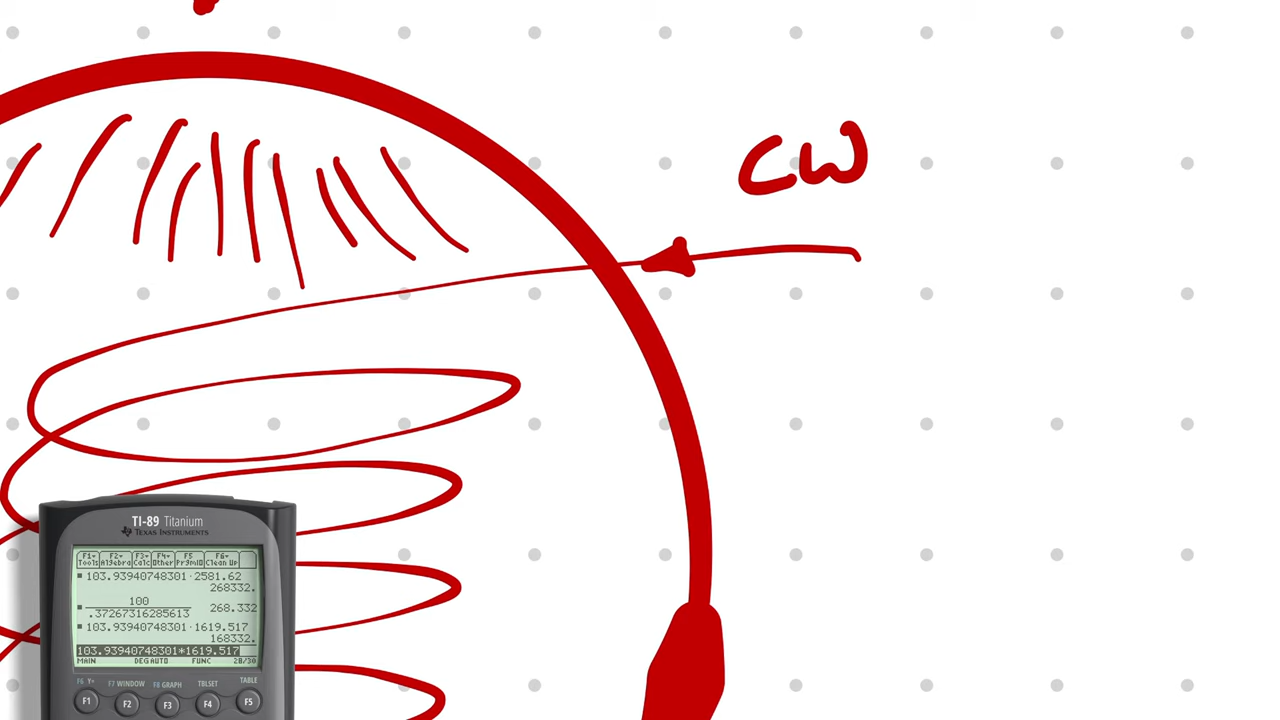 CW
TI-89 Titanium
TEXAS INSTRUMENTS
F1 F2 F3 F4 F5 F6
Tools Algebra Calc Other PrgmIO Clean Up
103.93940748301·2581.62
268332.
100
.37267316285613
268.332
103.93940748301·1619.517
168332.
103.93940748301*1619.517
MAIN DEG AUTO FUNC 28/30
F6 Y= F7 WINDOW F8 GRAPH TBLSET TABLE
F1 F2 F3 F4 F5